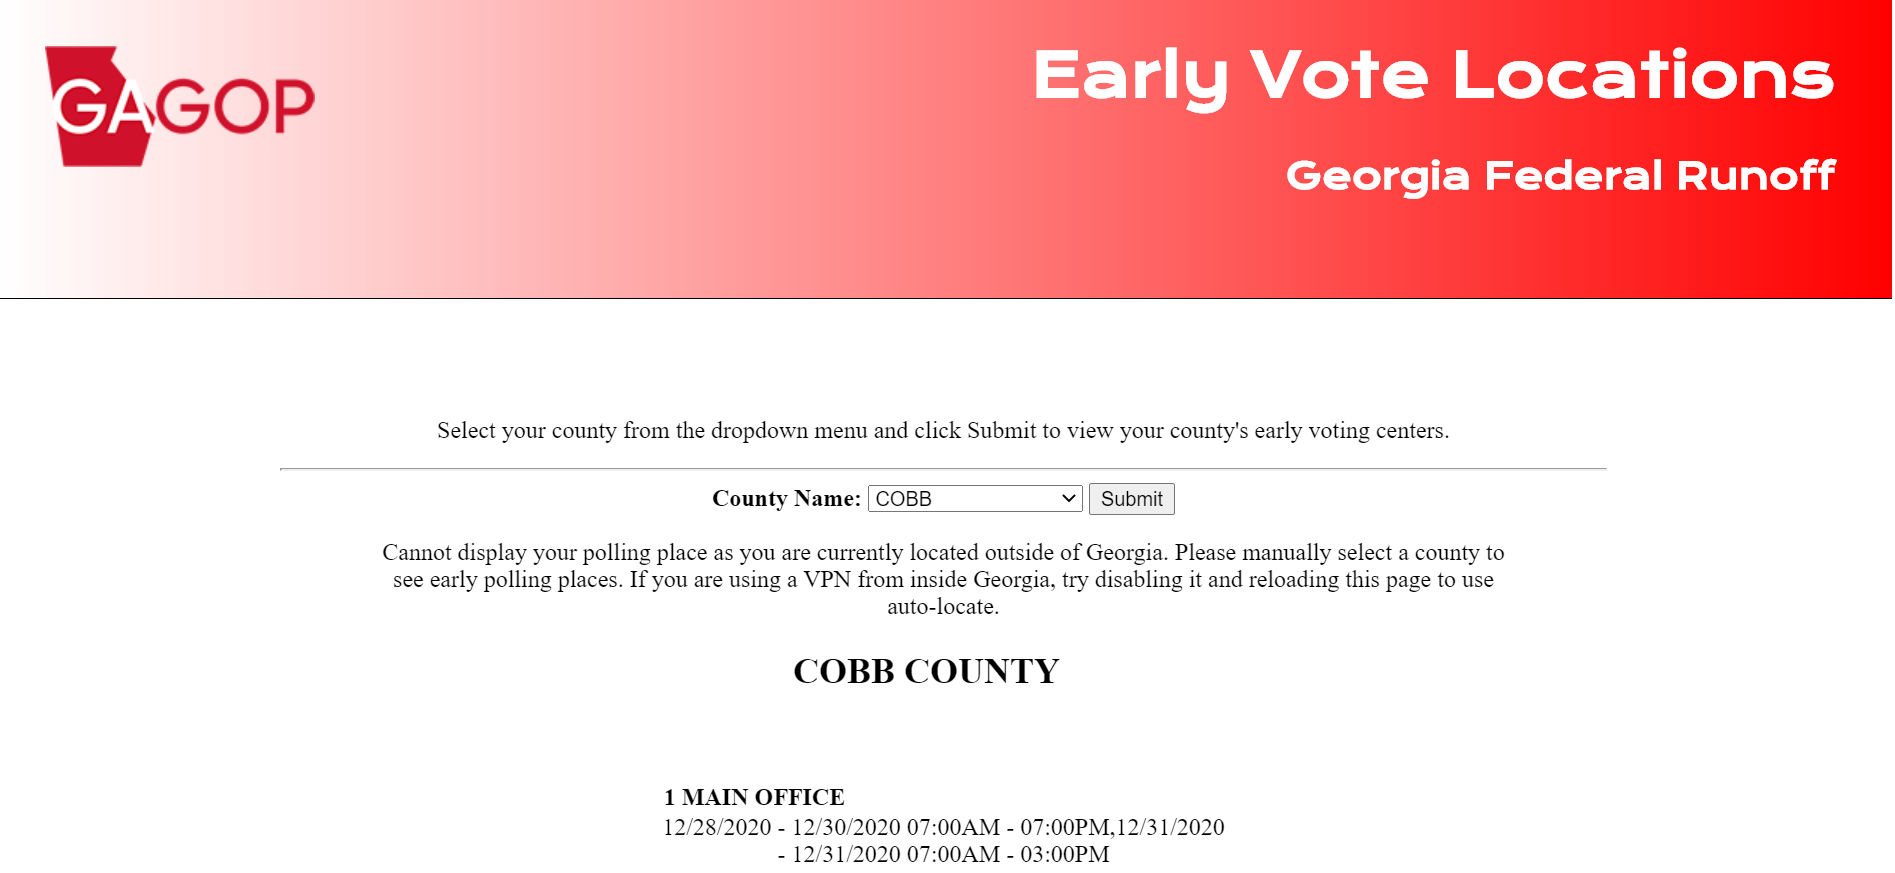 GAGOP
Early Vote Locations
Georgia Federal Runoff
Select your county from the dropdown menu and click Submit to view your county's early voting centers.
County Name: COBB Submit
Cannot display your polling place as you are currently located outside of Georgia. Please manually select a county to
see early polling places. If you are using a VPN from inside Georgia, try disabling it and reloading this page to use
auto-locate.
COBB COUNTY
1 MAIN OFFICE
12/28/2020 - 12/30/2020 07:00AM - 07:00PM,12/31/2020
- 12/31/2020 07:00AM - 03:00PM